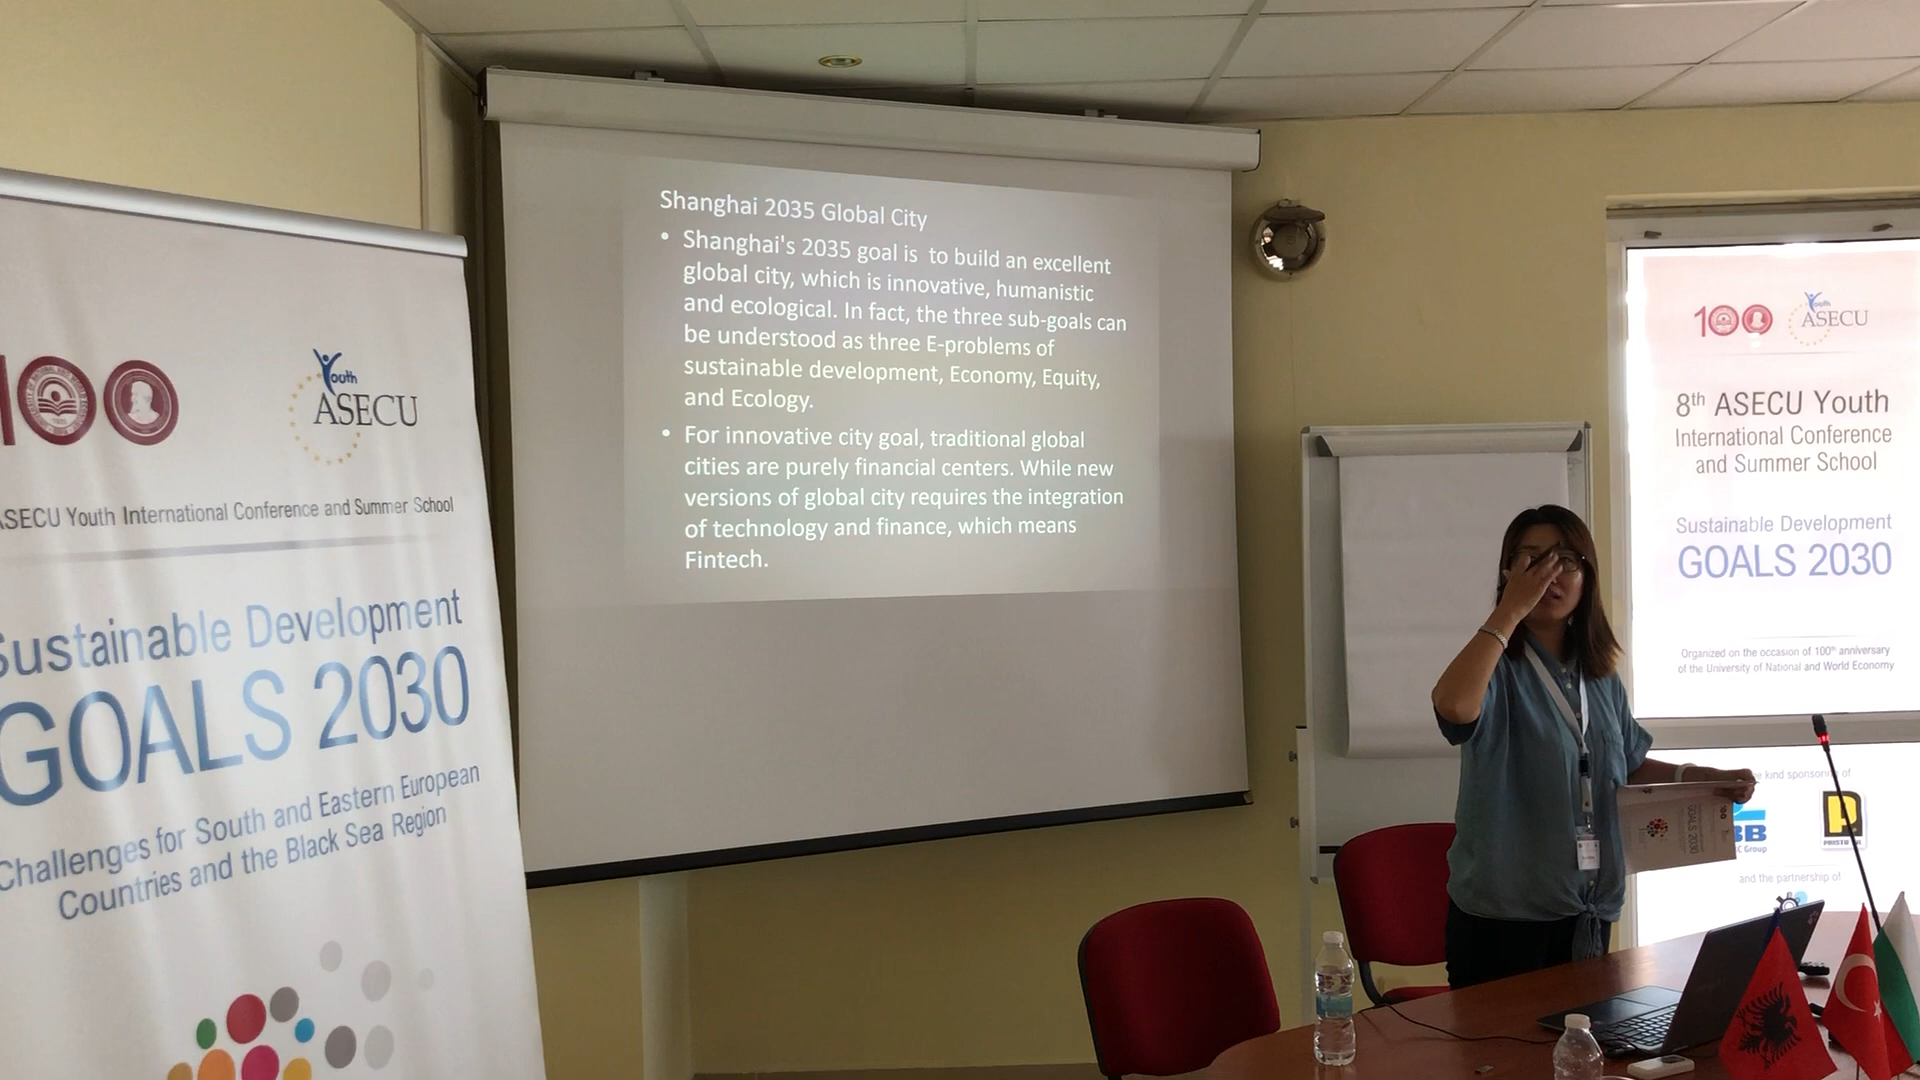 100
Youth
ASECU
ASECU Youth International Conference and Summer School
Sustainable Development
GOALS 2030
Challenges for South and Eastern European
Countries and the Black Sea Region
Shanghai 2035 Global City
• Shanghai's 2035 goal is to build an excellent
global city, which is innovative, humanistic
and ecological. In fact, the three sub-goals can
be understood as three E-problems of
sustainable development, Economy, Equity,
and Ecology.
• For innovative city goal, traditional global
cities are purely financial centers. While new
versions of global city requires the integration
of technology and finance, which means
Fintech.
100
Youth
ASECU
8th ASECU Youth
International Conference
and Summer School
Sustainable Development
GOALS 2030
Organized on the occasion of 100th anniversary
of the University of National and World Economy
kind sponsoring of
BB
Group
and the partnership of
GOALS 2030